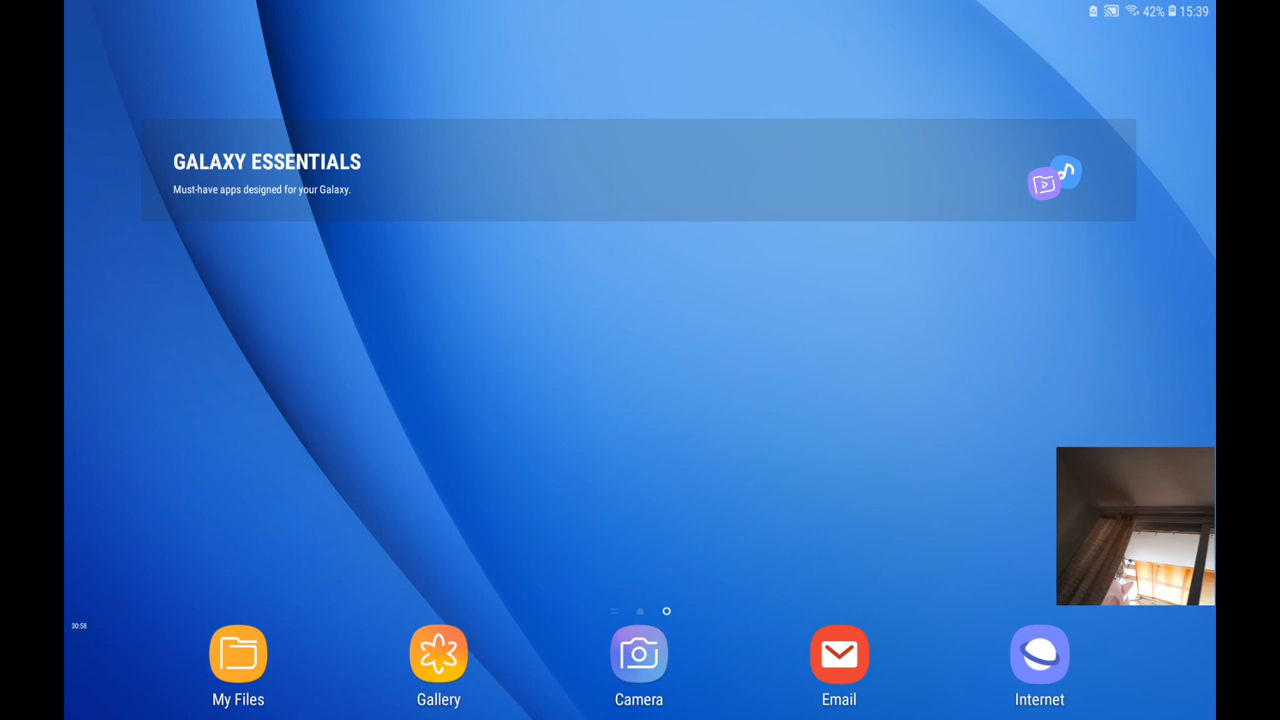 42% 15:39
GALAXY ESSENTIALS
Must-have apps designed for your Galaxy.
30:58
My Files
Gallery
Camera
Email
Internet